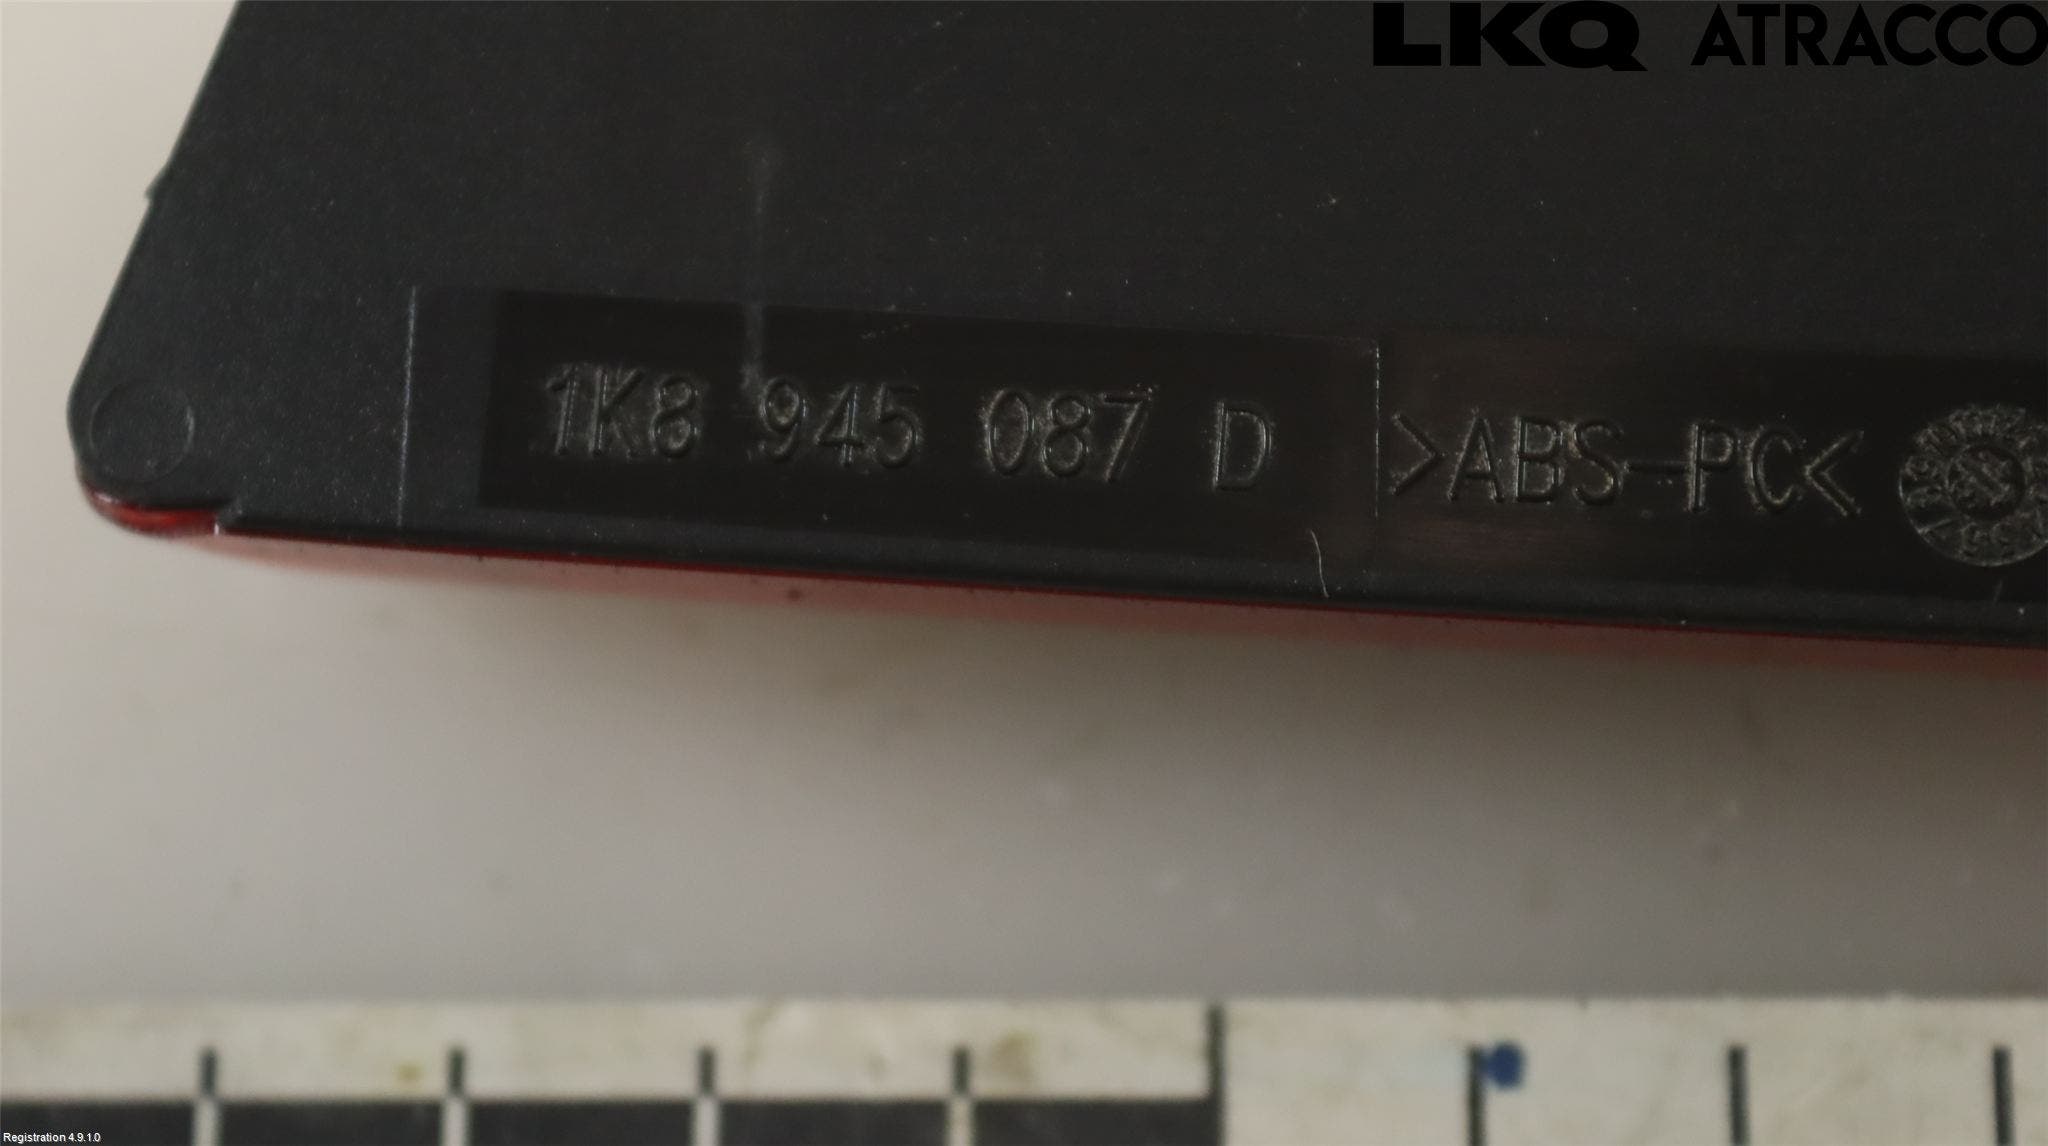 LKQ ATRACCO
1K8 945 087 D >ABS-PC<
Registration 4.9.1.0